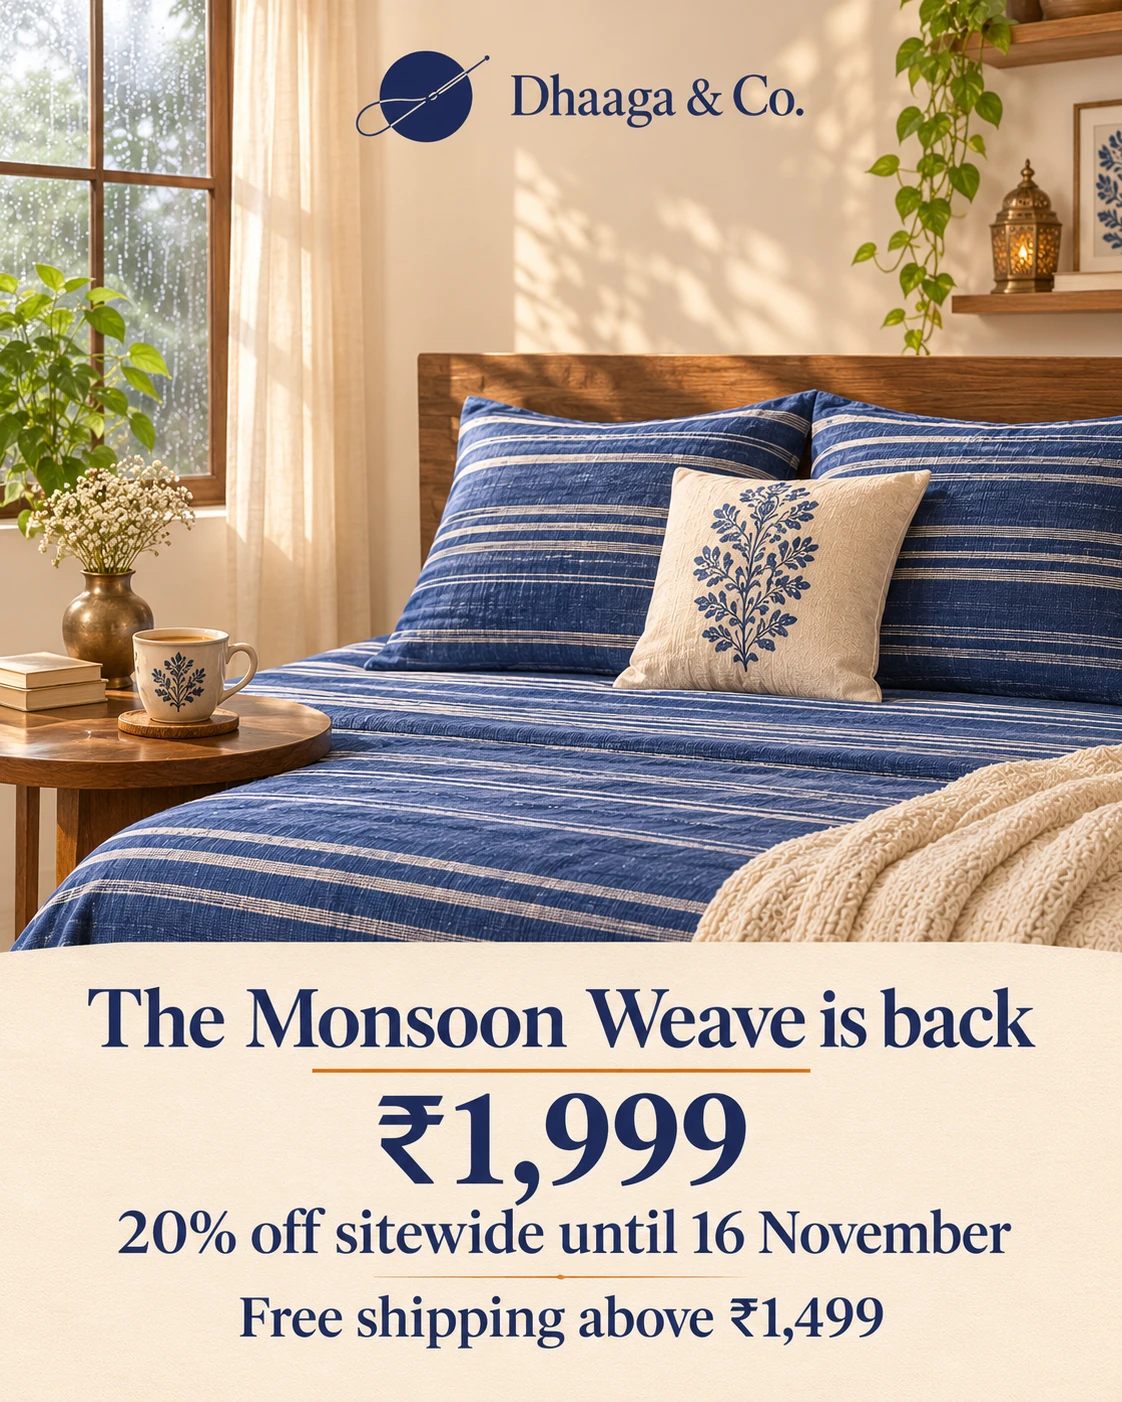 Dhaaga & Co.
The Monsoon Weave is back
₹1,999
20% off sitewide until 16 November
Free shipping above ₹1,499